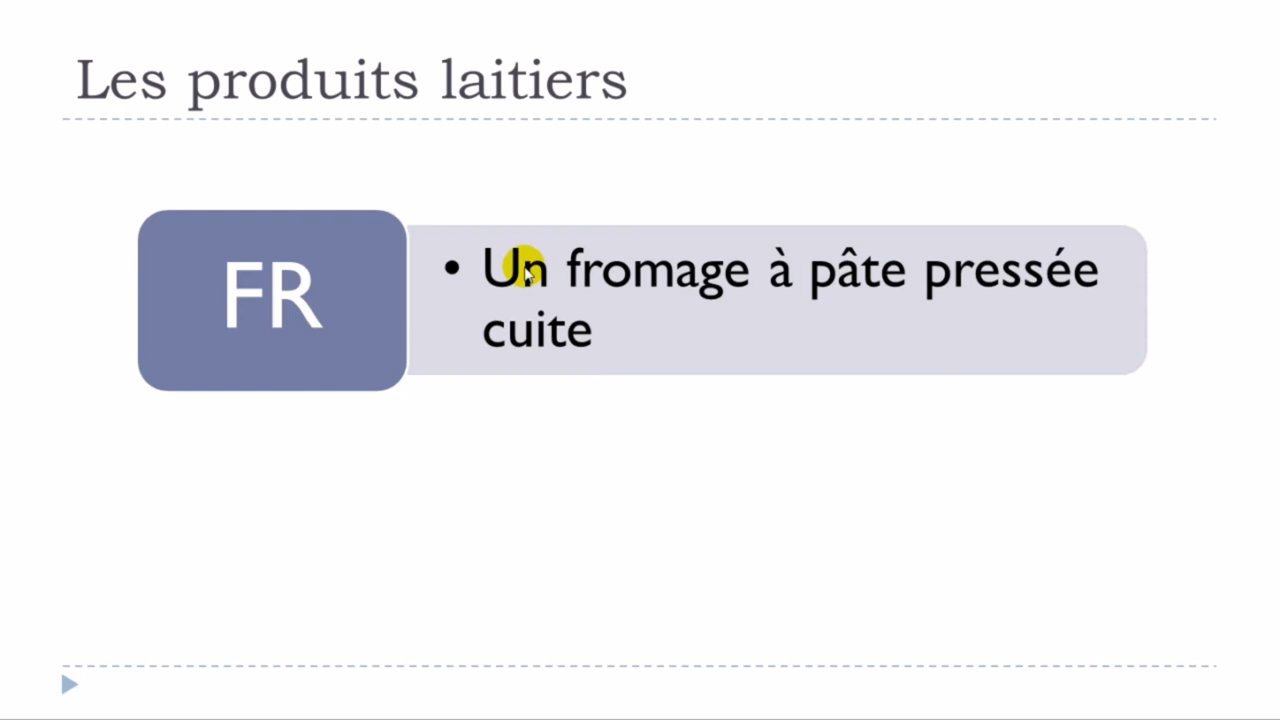 Les produits laitiers
FR
• Un fromage à pâte pressée
cuite